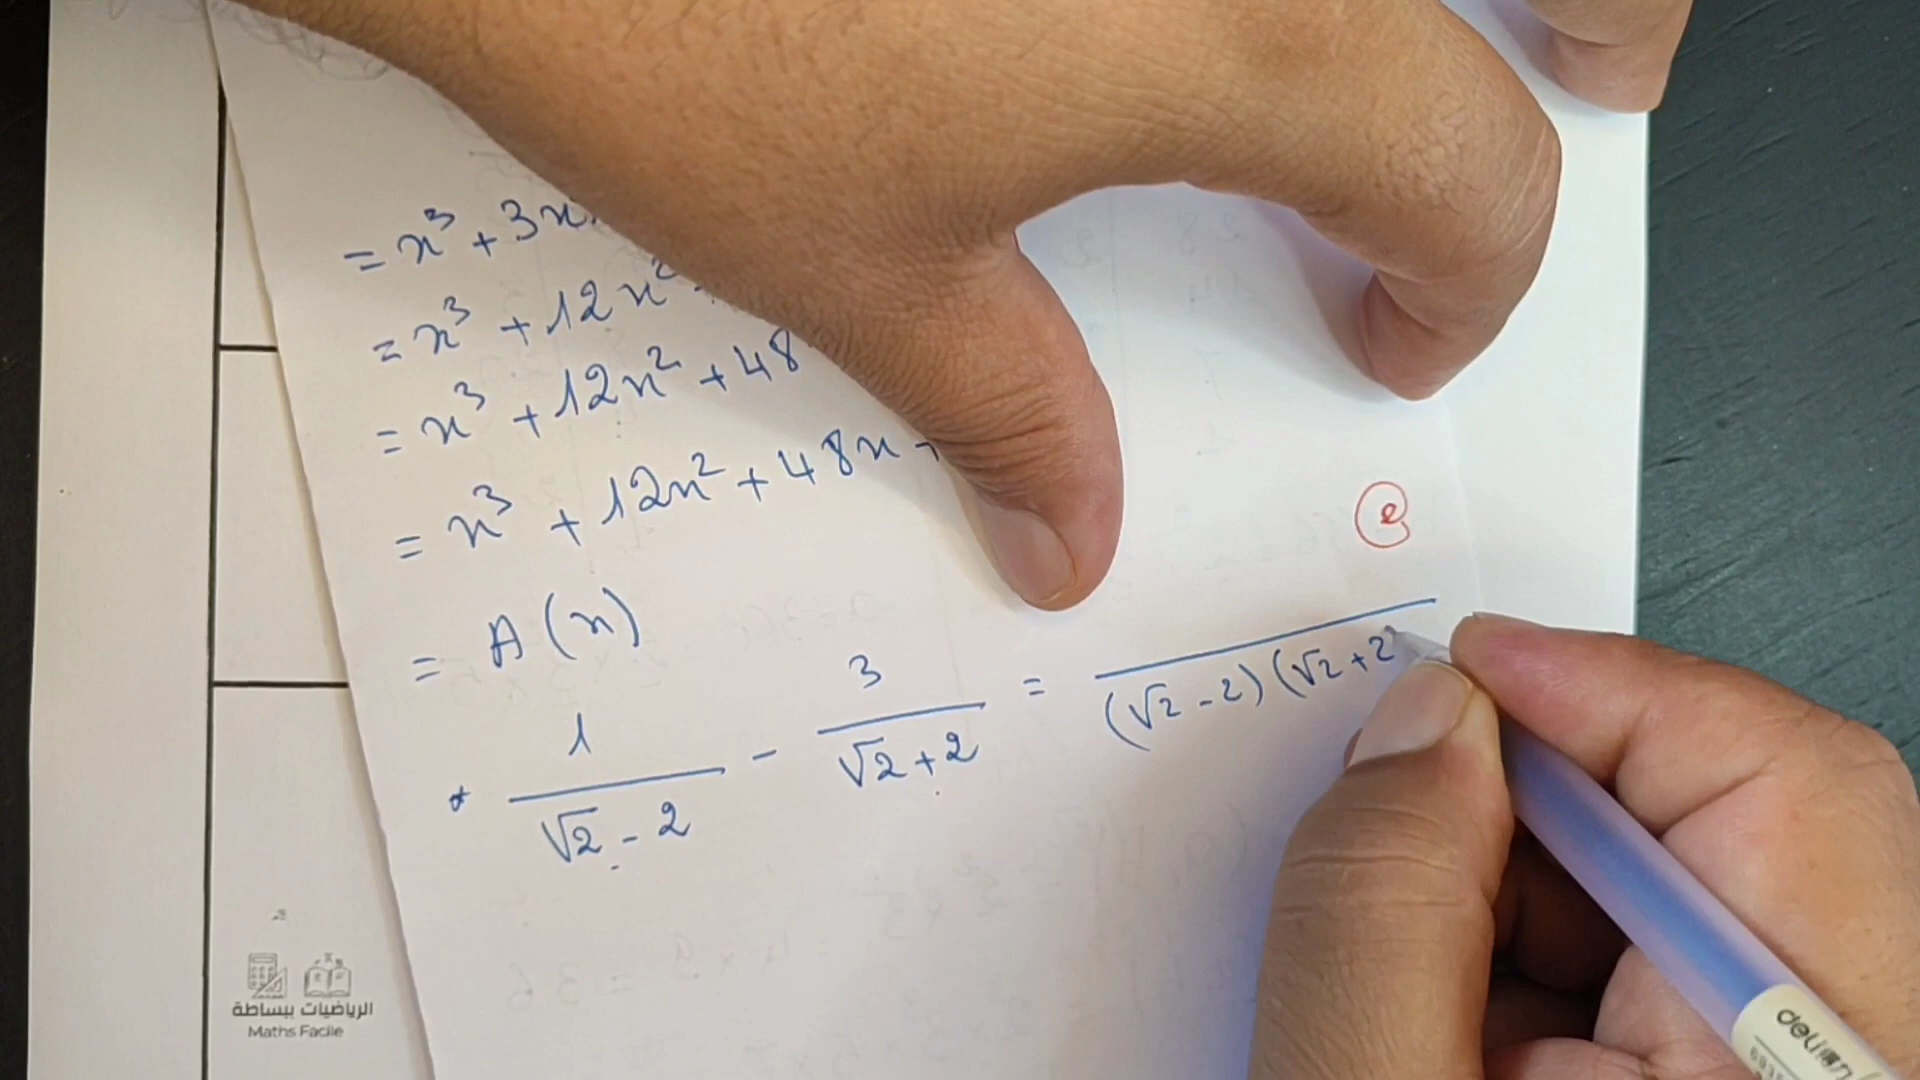 = x³ + 3x
= x³ + 12x²
= x³ + 12x² + 48
= x³ + 12x² + 48x +
= A(x)
* 1/(√2 - 2) - 3/(√2 + 2) = /(√2 - 2)(√2 + 2)
الرياضيات ببساطة
Maths Facile
deli